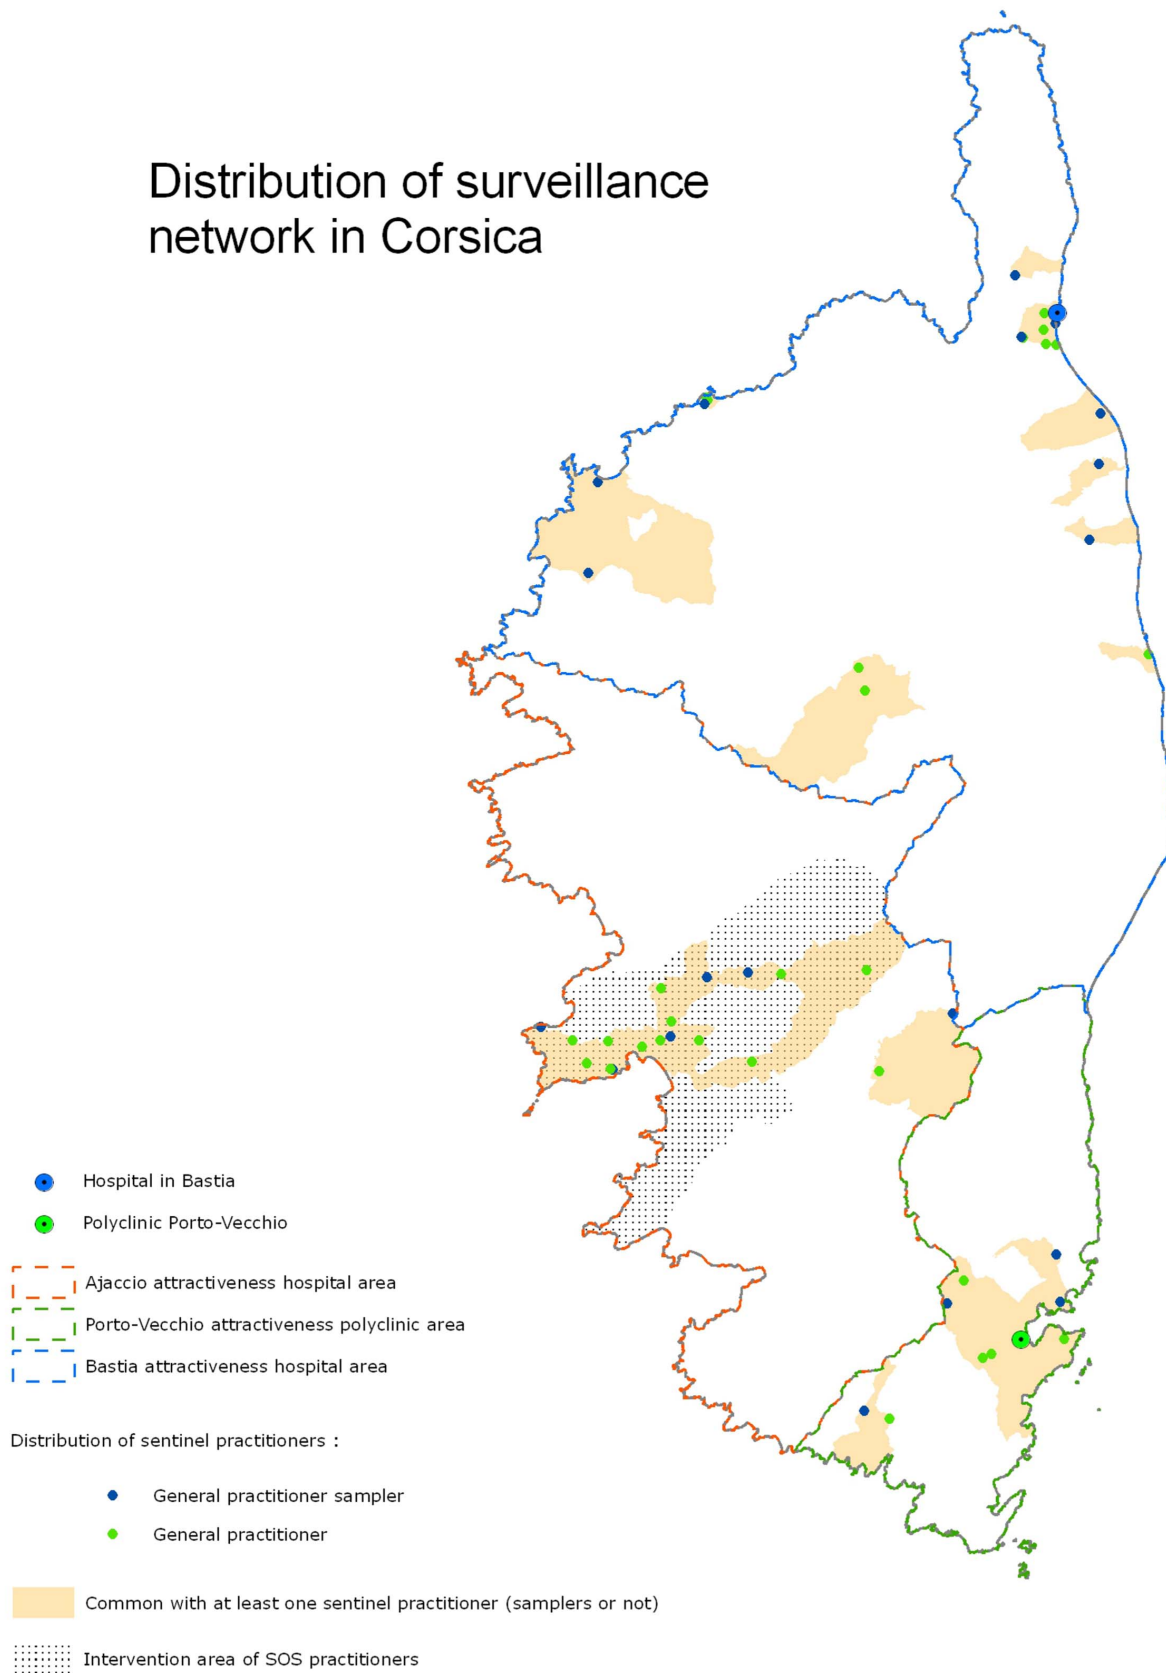 Distribution of surveillance
network in Corsica
Hospital in Bastia
Polyclinic Porto-Vecchio
Ajaccio attractiveness hospital area
Porto-Vecchio attractiveness polyclinic area
Bastia attractiveness hospital area
Distribution of sentinel practitioners :
General practitioner sampler
General practitioner
Common with at least one sentinel practitioner (samplers or not)
Intervention area of SOS practitioners